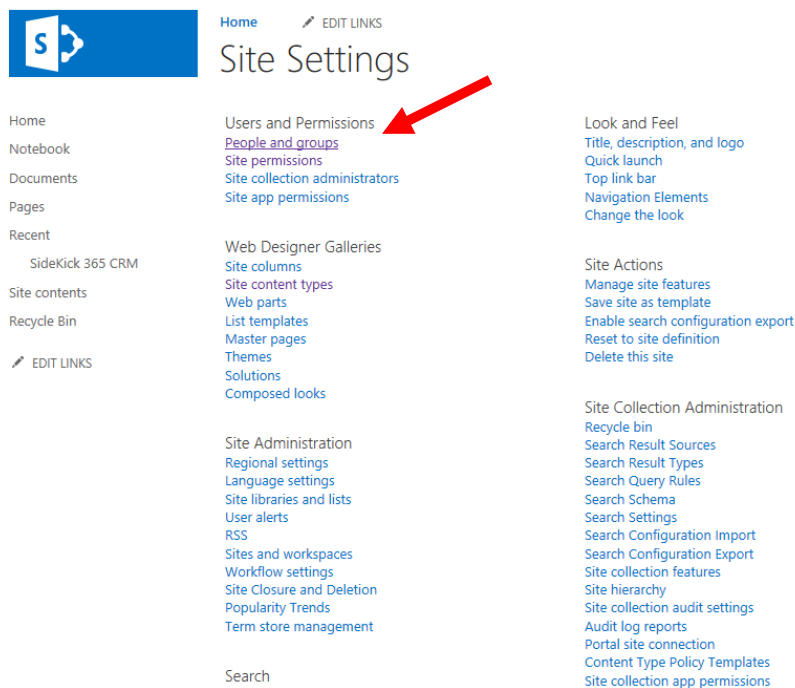 S
Home
EDIT LINKS
Site Settings
Home
Notebook
Documents
Pages
Recent
SideKick 365 CRM
Site contents
Recycle Bin
EDIT LINKS
Users and Permissions
People and groups
Site permissions
Site collection administrators
Site app permissions
Web Designer Galleries
Site columns
Site content types
Web parts
List templates
Master pages
Themes
Solutions
Composed looks
Site Administration
Regional settings
Language settings
Site libraries and lists
User alerts
RSS
Sites and workspaces
Workflow settings
Site Closure and Deletion
Popularity Trends
Term store management
Search
Look and Feel
Title, description, and logo
Quick launch
Top link bar
Navigation Elements
Change the look
Site Actions
Manage site features
Save site as template
Enable search configuration export
Reset to site definition
Delete this site
Site Collection Administration
Recycle bin
Search Result Sources
Search Result Types
Search Query Rules
Search Schema
Search Settings
Search Configuration Import
Search Configuration Export
Site collection features
Site hierarchy
Site collection audit settings
Audit log reports
Portal site connection
Content Type Policy Templates
Site collection app permissions